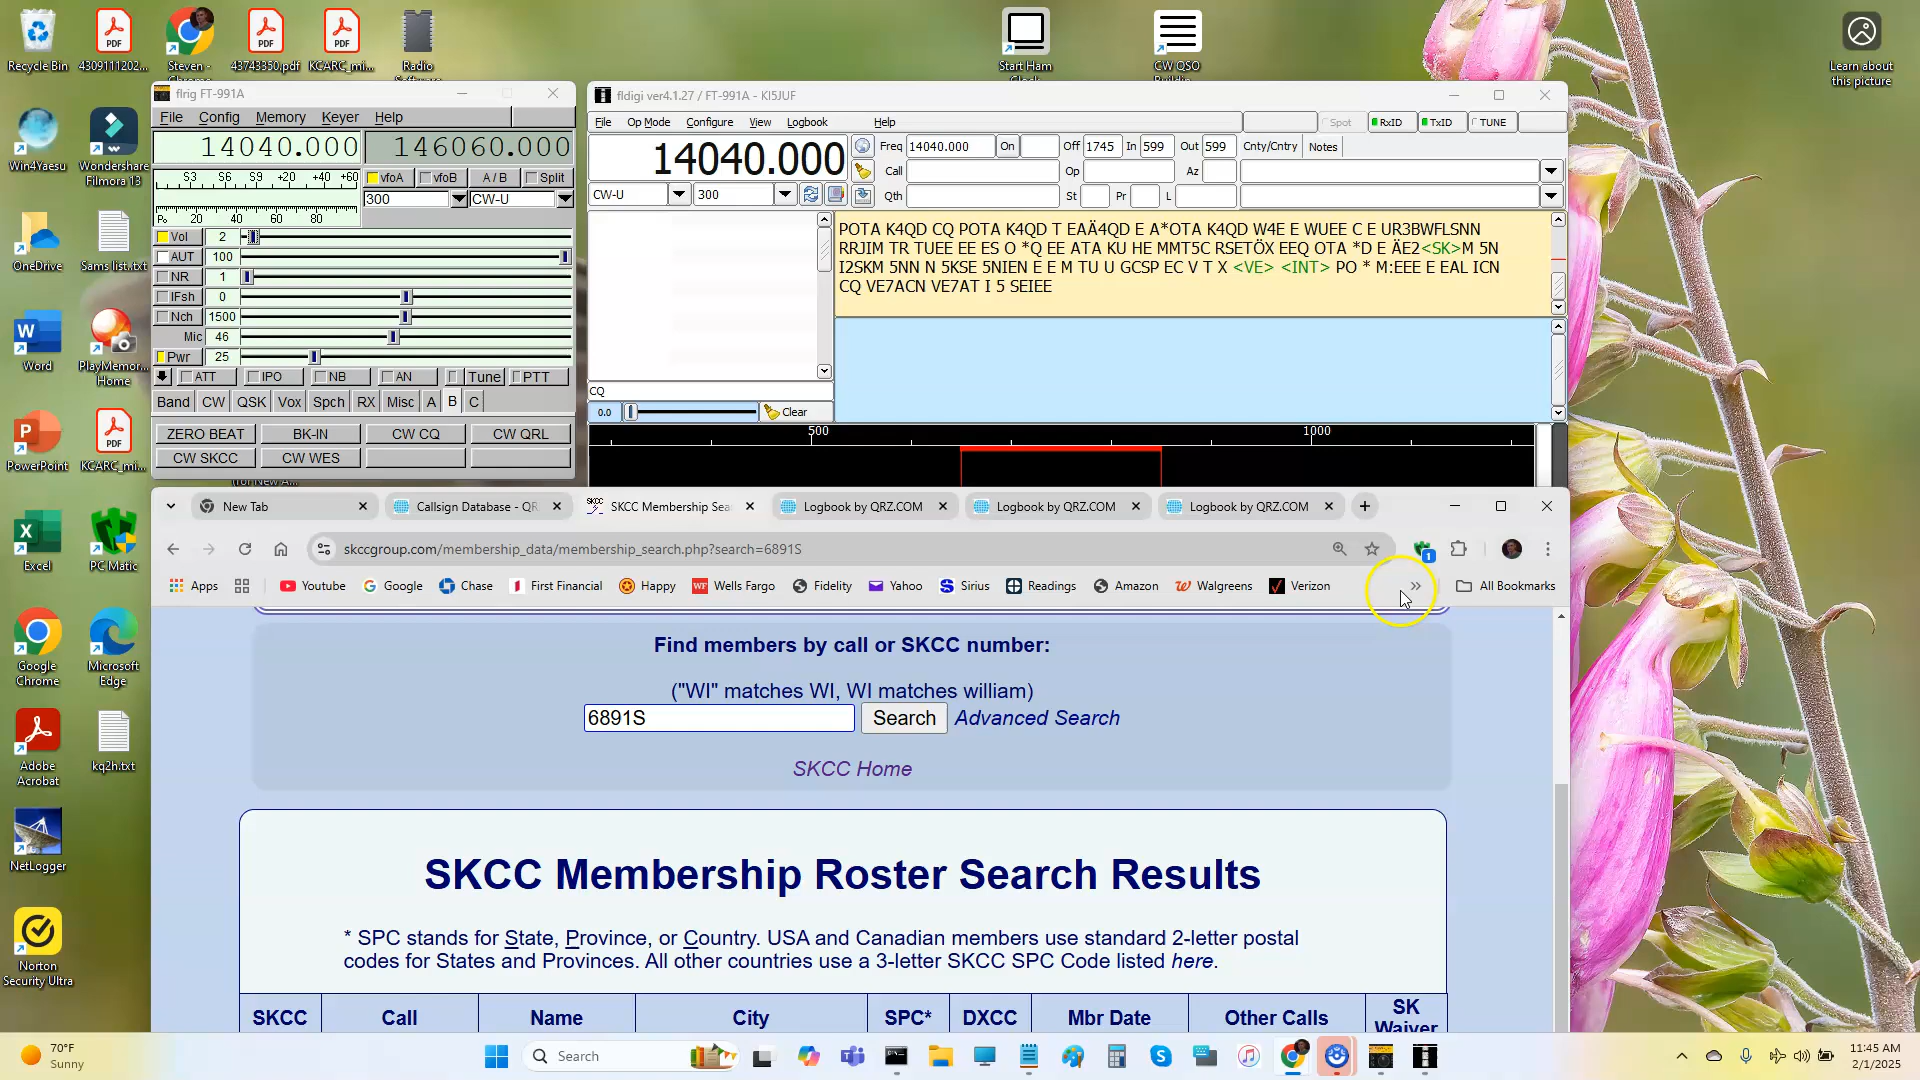 Recycle Bin
4309111202...
Steven -
Chrome
43743350.pdf
KCARC_mi...
Radio
Software
Start Ham
Clock
CW QSO
Learn about
this picture
Win4Yaesu
Wondershare
Filmora 13
OneDrive
Sams list.txt
Word
PlayMemor...
Home
PowerPoint
KCARC_mi...
Excel
PC Matic
Google
Chrome
Microsoft
Edge
Adobe
Acrobat
kq2h.txt
NetLogger
Norton
Security Ultra
flrig FT-991A
File Config Memory Keyer Help
14040.000 146060.000
S3 S6 S9 +20 +40 +60
Po 20 40 60 80
vfoA vfoB A / B Split
300 CW-U
Vol 2
AUT 100
NR 1
IFsh 0
Nch 1500
Mic 46
Pwr 25
ATT IPO NB AN Tune PTT
Band CW QSK Vox Spch RX Misc A B C
ZERO BEAT BK-IN CW CQ CW QRL
CW SKCC CW WES
(for New A...
fldigi ver4.1.27 / FT-991A - KI5JUF
File Op Mode Configure View Logbook Help
Spot RxID TxID TUNE
14040.000
Freq 14040.000 On Off 1745 In 599 Out 599 Cnty/Cntry Notes
Call Op Az
CW-U 300 Qth St Pr L
POTA K4QD CQ POTA K4QD T EAÄ4QD E A*OTA K4QD W4E E WUEE C E UR3BWFLSNN
RRJIM TR TUEE EE ES O *Q EE ATA KU HE MMT5C RSETÖX EEQ OTA *D E ÄE2<SK>M 5N
I2SKM 5NN N 5KSE 5NIEN E E M TU U GCSP EC V T X <VE> <INT> PO * M:EEE E EAL ICN
CQ VE7ACN VE7AT I 5 SEIEE
CQ
0.0 Clear
500 1000
New Tab
Callsign Database - QR
SKCC Membership Sea
Logbook by QRZ.COM
Logbook by QRZ.COM
Logbook by QRZ.COM
skccgroup.com/membership_data/membership_search.php?search=6891S
1
Apps Youtube Google Chase First Financial Happy Wells Fargo Fidelity Yahoo Sirius Readings Amazon Walgreens Verizon » All Bookmarks
Find members by call or SKCC number:
("WI" matches WI, WI matches william)
6891S Search Advanced Search
SKCC Home
SKCC Membership Roster Search Results
* SPC stands for State, Province, or Country. USA and Canadian members use standard 2-letter postal
codes for States and Provinces. All other countries use a 3-letter SKCC SPC Code listed here.
SKCC Call Name City SPC* DXCC Mbr Date Other Calls SK
Waiver
70°F
Sunny
Search
11:45 AM
2/1/2025